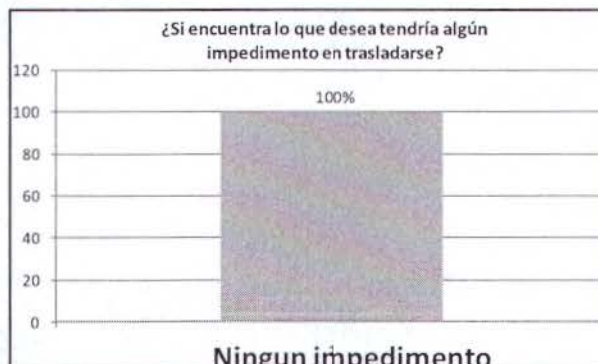 ¿Si encuentra lo que desea tendría algún
impedimento en trasladarse?
120
100%
100
80
60
40
20
0
Ningun impedimento